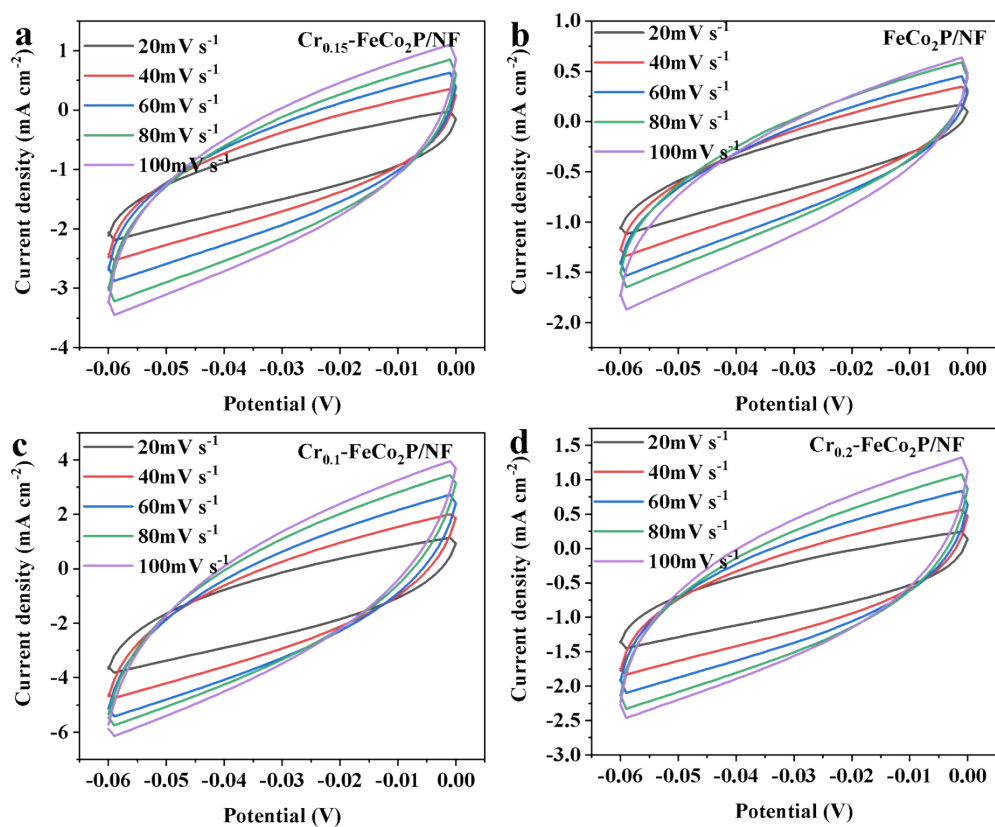 a
Cr₀.₁₅-FeCo₂P/NF
20mV s⁻¹
40mV s⁻¹
60mV s⁻¹
80mV s⁻¹
100mV s⁻¹
Current density (mA cm⁻²)
1
0
-1
-2
-3
-4
-0.06 -0.05 -0.04 -0.03 -0.02 -0.01 0.00
Potential (V)
b
FeCo₂P/NF
20mV s⁻¹
40mV s⁻¹
60mV s⁻¹
80mV s⁻¹
100mV s⁻¹
Current density (mA cm⁻²)
1.0
0.5
0.0
-0.5
-1.0
-1.5
-2.0
-0.06 -0.05 -0.04 -0.03 -0.02 -0.01 0.00
Potential (V)
c
Cr₀.₁-FeCo₂P/NF
20mV s⁻¹
40mV s⁻¹
60mV s⁻¹
80mV s⁻¹
100mV s⁻¹
Current density (mA cm⁻²)
4
2
0
-2
-4
-6
-0.06 -0.05 -0.04 -0.03 -0.02 -0.01 0.00
Potential (V)
d
Cr₀.₂-FeCo₂P/NF
20mV s⁻¹
40mV s⁻¹
60mV s⁻¹
80mV s⁻¹
100mV s⁻¹
Current density (mA cm⁻²)
1.5
1.0
0.5
0.0
-0.5
-1.0
-1.5
-2.0
-2.5
-3.0
-0.06 -0.05 -0.04 -0.03 -0.02 -0.01 0.00
Potential (V)